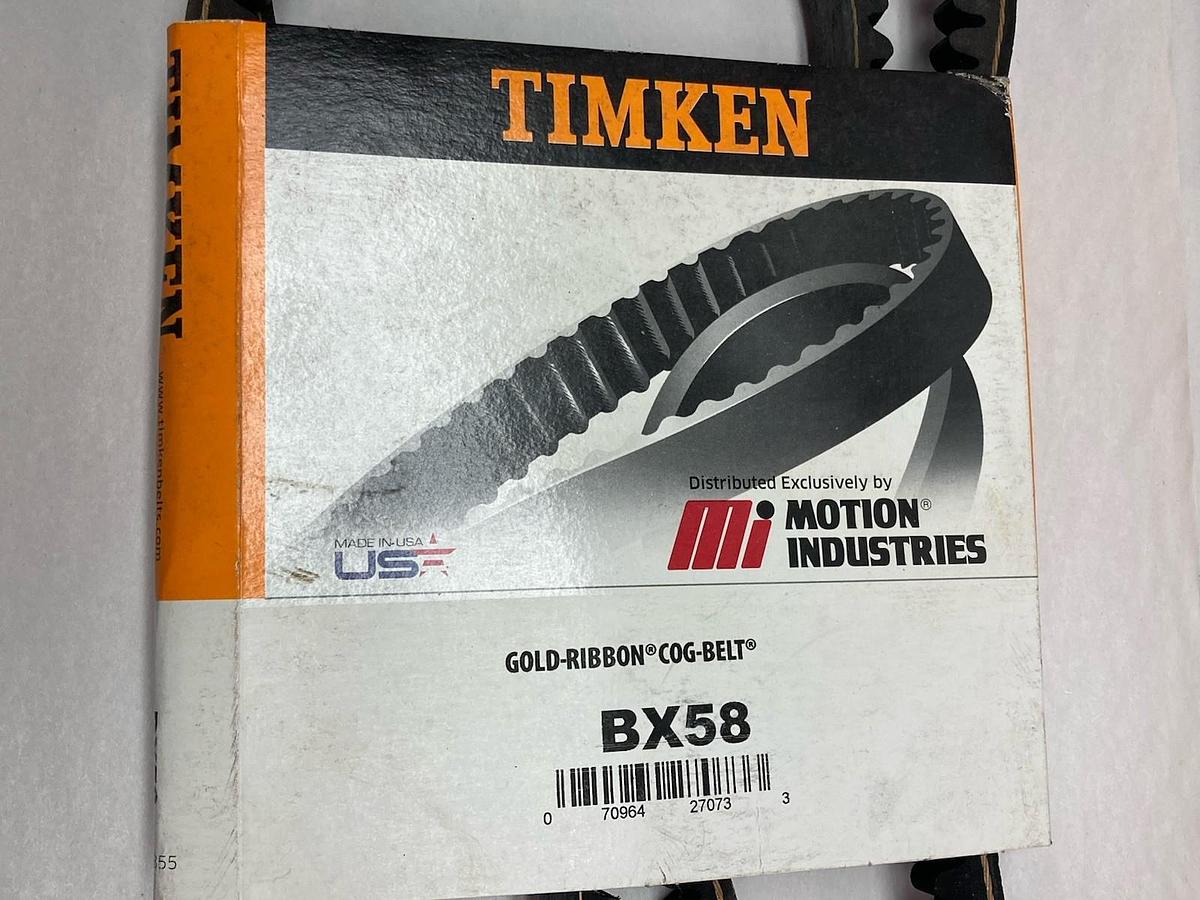 TIMKEN
TIMKEN
www.timkenbelts.com
Distributed Exclusively by
Mi MOTION®
INDUSTRIES
MADE IN USA
USA
GOLD-RIBBON® COG-BELT®
BX58
0 70964 27073 3